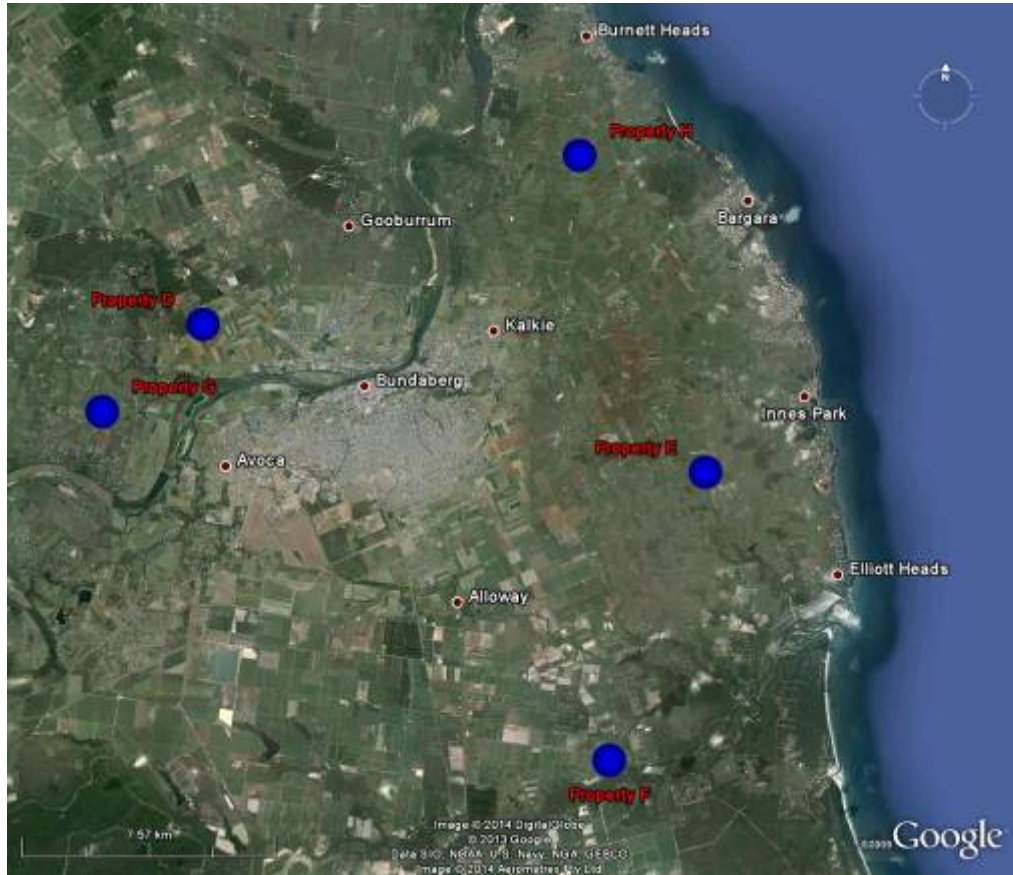 Burnett Heads
N
Property H
Bargara
Gooburrum
Property D
Kalkie
Property G
Bundaberg
Innes Park
Property E
Avoca
Elliott Heads
Alloway
Property F
7.57 km
Image © 2014 DigitalGlobe
© 2013 Google
Data SIO, NOAA, U.S. Navy, NGA, GEBCO
Image © 2014 Aerometrex Pty Ltd
©2009 Google